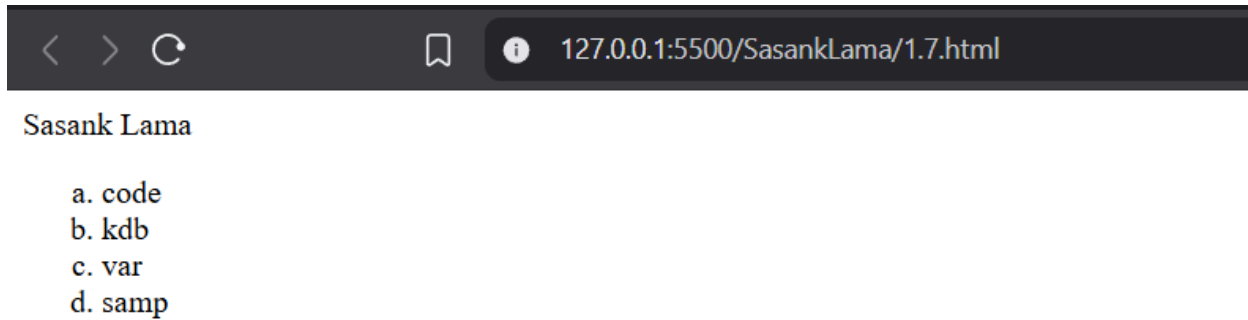 127.0.0.1:5500/SasankLama/1.7.html
Sasank Lama
a. code
b. kdb
c. var
d. samp